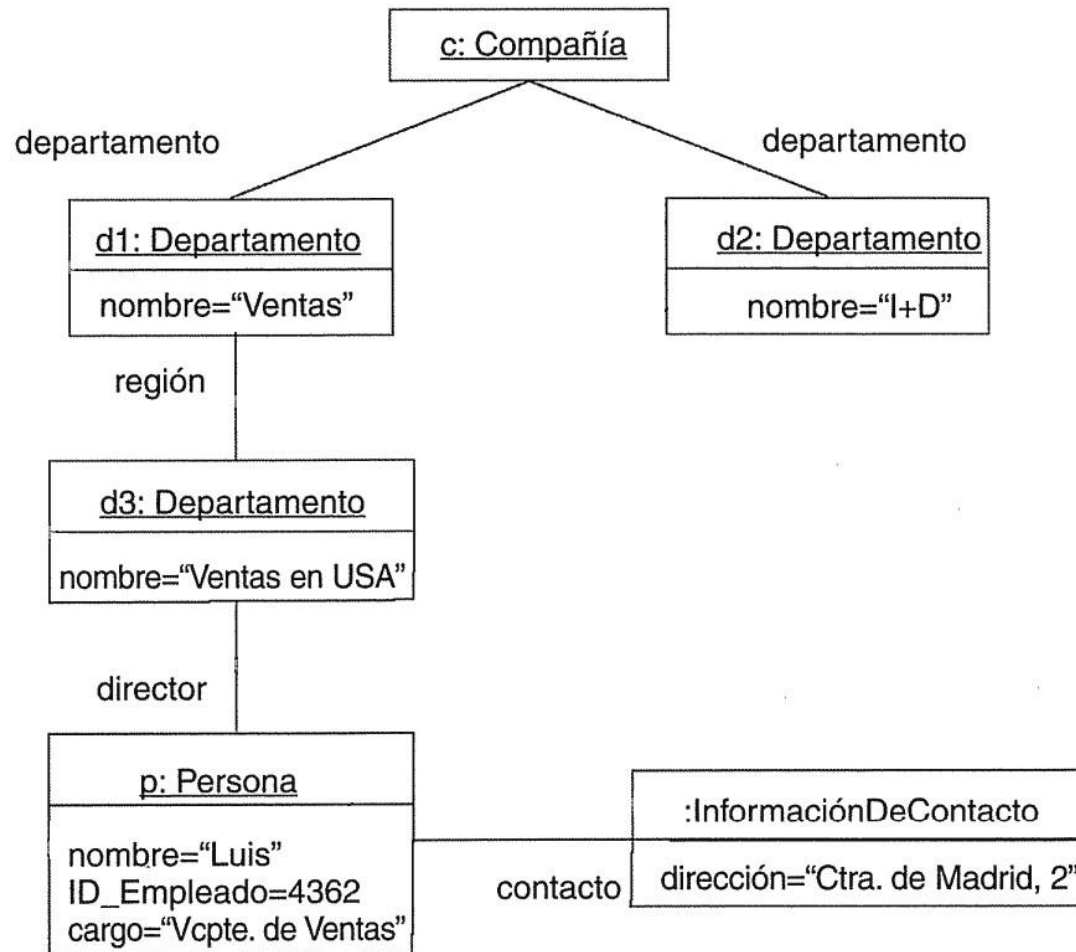 c: Compañía
departamento
departamento
d1: Departamento
nombre=“Ventas”
d2: Departamento
nombre=“I+D”
región
d3: Departamento
nombre=“Ventas en USA”
director
p: Persona
nombre=“Luis”
ID_Empleado=4362
cargo=“Vcpte. de Ventas”
contacto
:InformaciónDeContacto
dirección=“Ctra. de Madrid, 2”